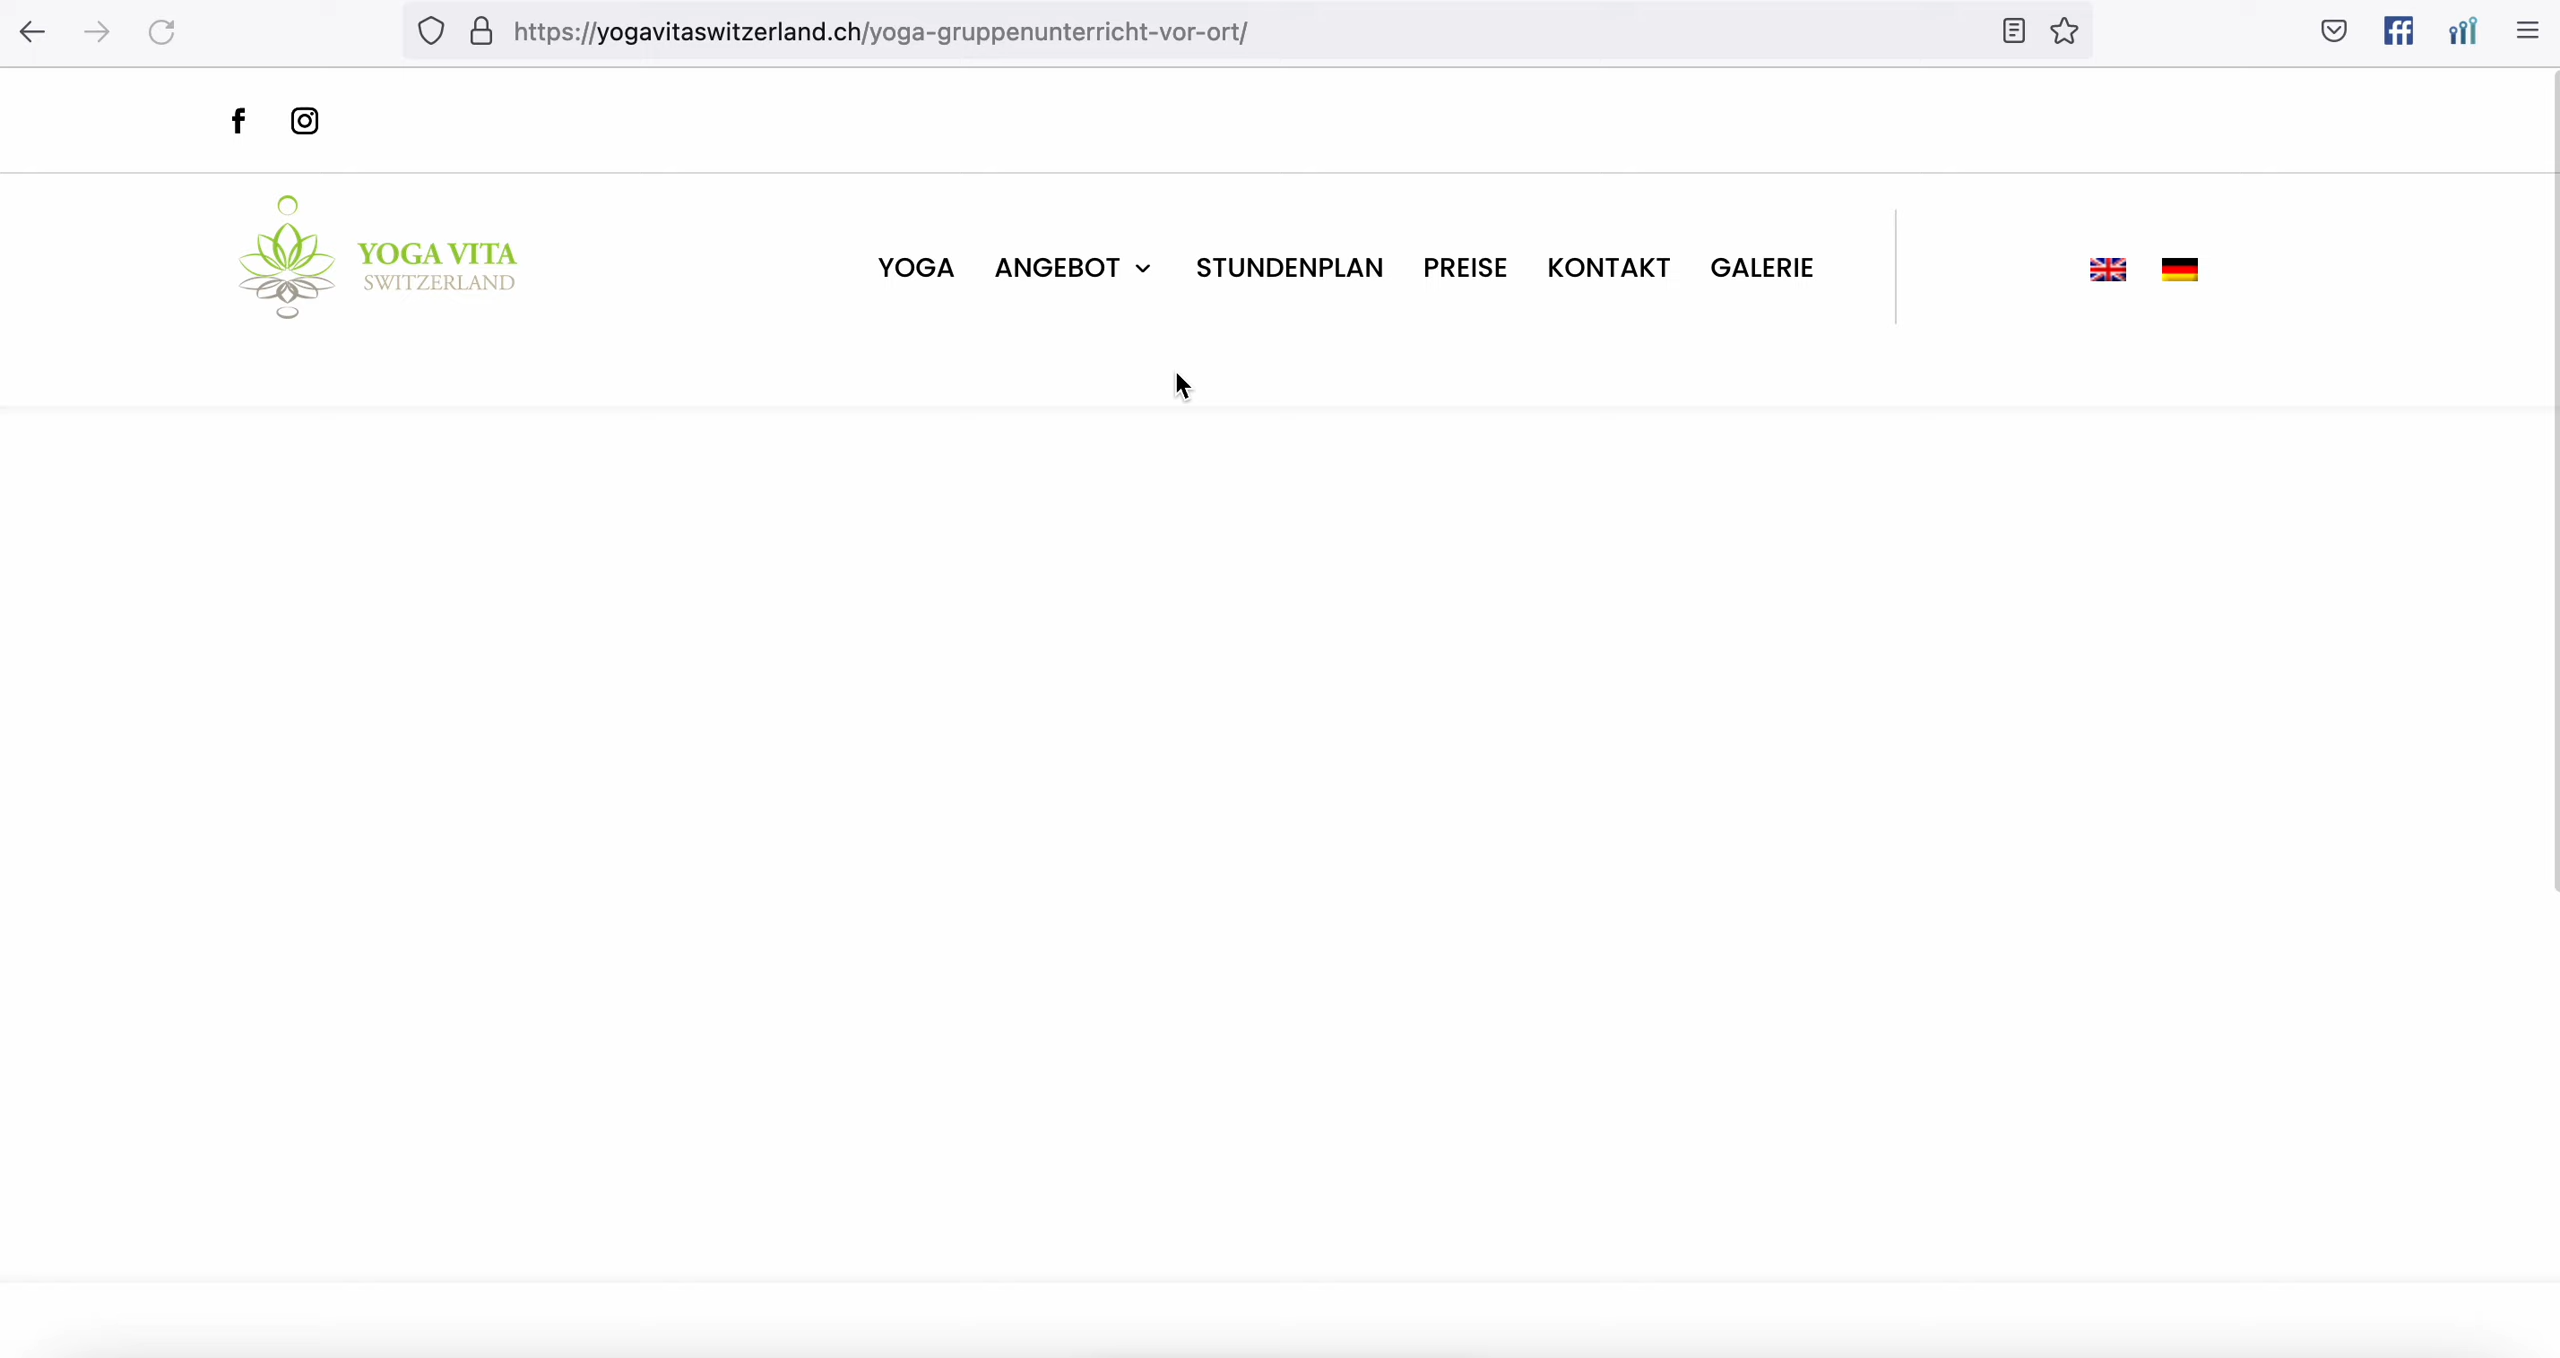 https://yogavitaswitzerland.ch/yoga-gruppenunterricht-vor-ort/
YOGA VITA
SWITZERLAND
YOGA ANGEBOT STUNDENPLAN PREISE KONTAKT GALERIE